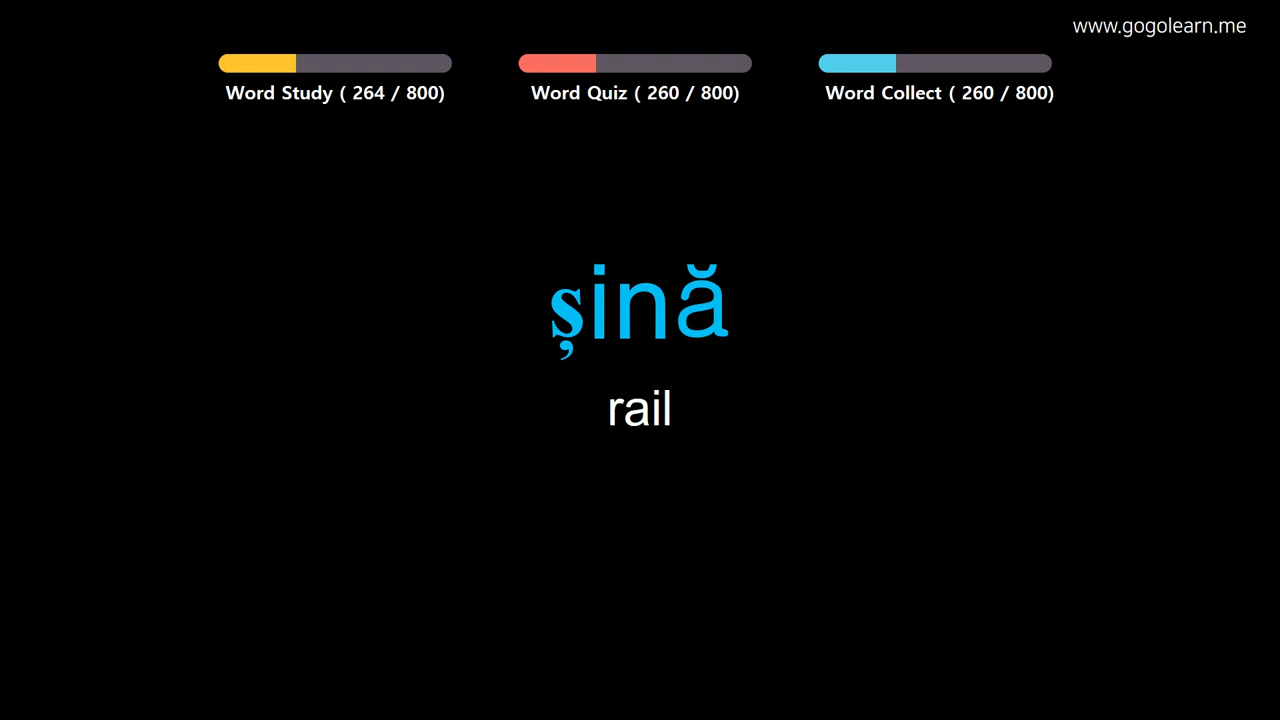 www.gogolearn.me
Word Study ( 264 / 800)
Word Quiz ( 260 / 800)
Word Collect ( 260 / 800)
șină
rail